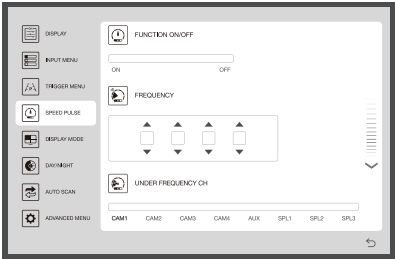 DISPLAY
INPUT MENU
TRIGGER MENU
SPEED PULSE
DISPLAY MODE
DAY/NIGHT
AUTO SCAN
ADVANCED MENU
FUNCTION ON/OFF
ON OFF
FREQUENCY
UNDER FREQUENCY CH
CAM1 CAM2 CAM3 CAM4 AUX SPL1 SPL2 SPL3